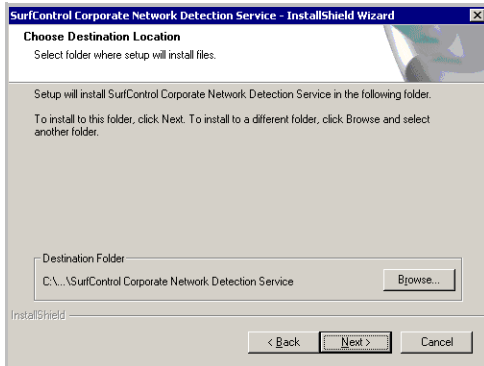 SurfControl Corporate Network Detection Service - InstallShield Wizard
Choose Destination Location
Select folder where setup will install files.
Setup will install SurfControl Corporate Network Detection Service in the following folder.
To install to this folder, click Next. To install to a different folder, click Browse and select
another folder.
Destination Folder
C:\...\SurfControl Corporate Network Detection Service
Browse...
InstallShield
< Back
Next >
Cancel